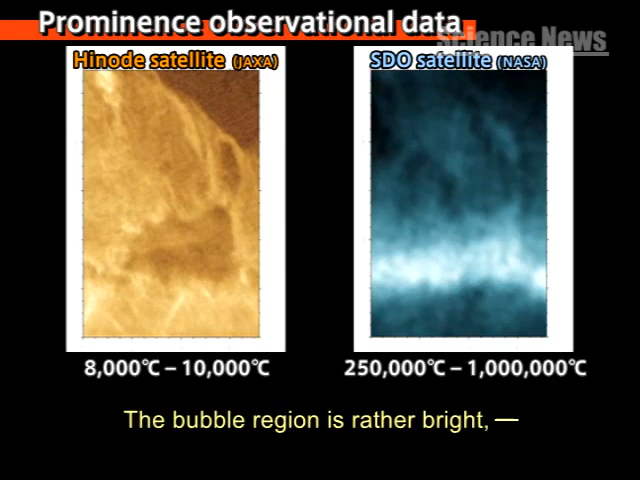 Prominence observational data
Science News
Hinode satellite (JAXA)
SDO satellite (NASA)
8,000℃ – 10,000℃
250,000℃ – 1,000,000℃
The bubble region is rather bright, —